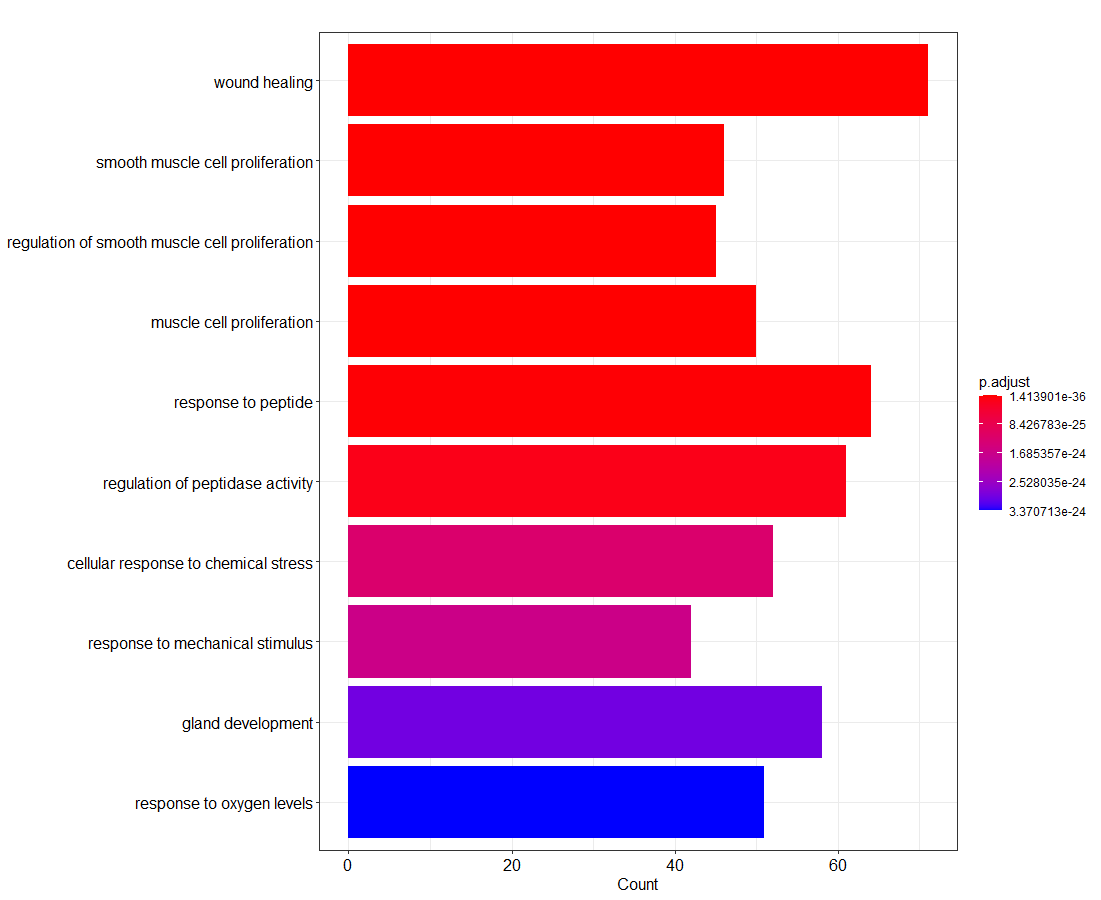 wound healing
smooth muscle cell proliferation
regulation of smooth muscle cell proliferation
muscle cell proliferation
response to peptide
regulation of peptidase activity
cellular response to chemical stress
response to mechanical stimulus
gland development
response to oxygen levels
0 20 40 60
Count
p.adjust
1.413901e-36
8.426783e-25
1.685357e-24
2.528035e-24
3.370713e-24